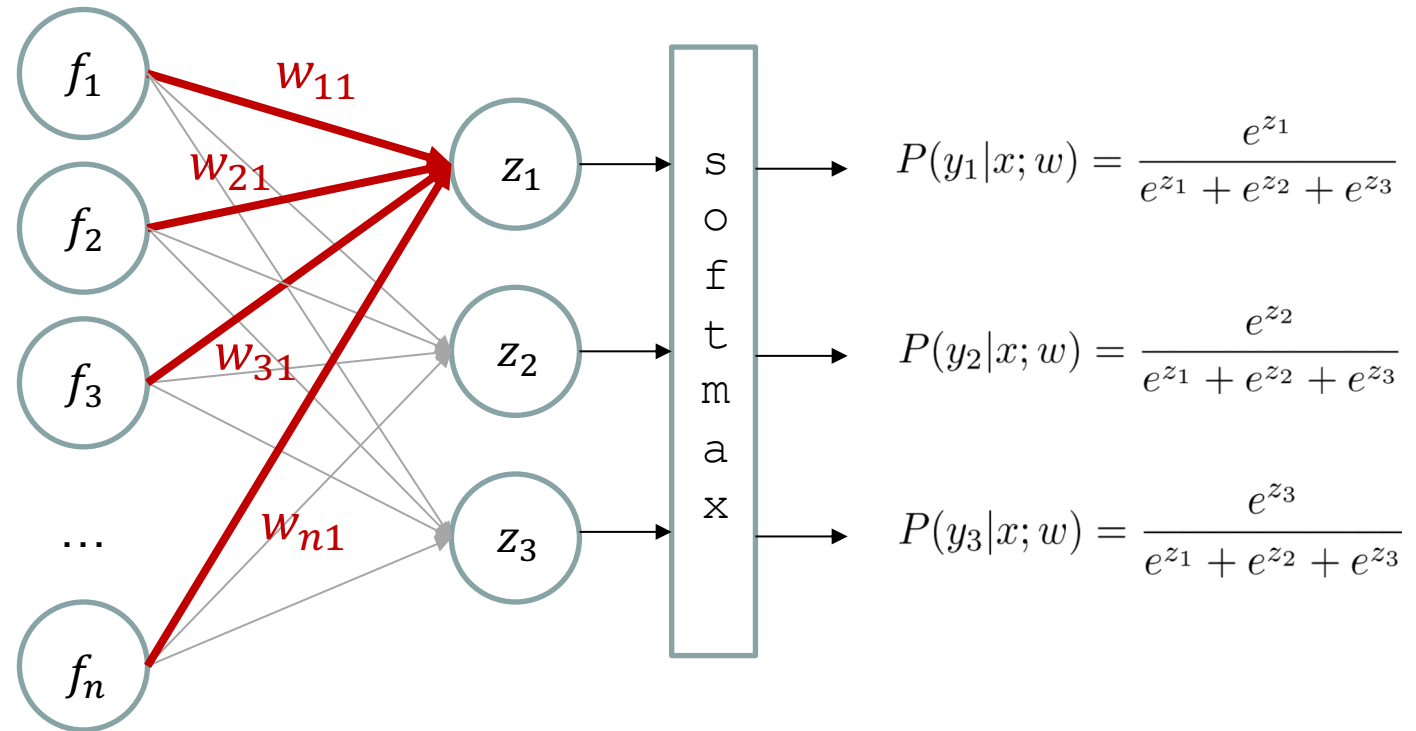 f₁
f₂
f₃
...
fₙ
w₁₁
w₂₁
w₃₁
wₙ₁
z₁
z₂
z₃
softmax
P(y₁|x; w) = e^{z₁} / (e^{z₁} + e^{z₂} + e^{z₃})
P(y₂|x; w) = e^{z₂} / (e^{z₁} + e^{z₂} + e^{z₃})
P(y₃|x; w) = e^{z₃} / (e^{z₁} + e^{z₂} + e^{z₃})